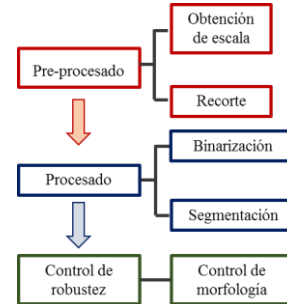 Obtención
de escala
Pre-procesado
Recorte
Binarización
Procesado
Segmentación
Control de
robustez
Control de
morfología